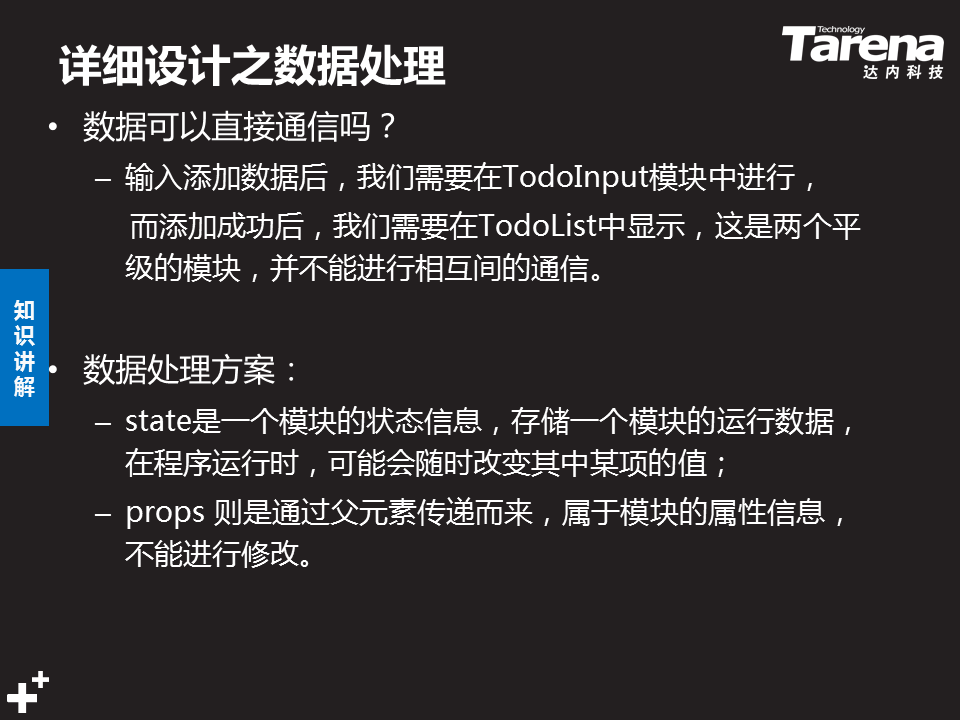 详细设计之数据处理
Technology
Tarena
达内科技
• 数据可以直接通信吗？
– 输入添加数据后，我们需要在TodoInput模块中进行，
而添加成功后，我们需要在TodoList中显示，这是两个平
级的模块，并不能进行相互间的通信。
知识讲解
• 数据处理方案：
– state是一个模块的状态信息，存储一个模块的运行数据，
在程序运行时，可能会随时改变其中某项的值；
– props 则是通过父元素传递而来，属于模块的属性信息，
不能进行修改。